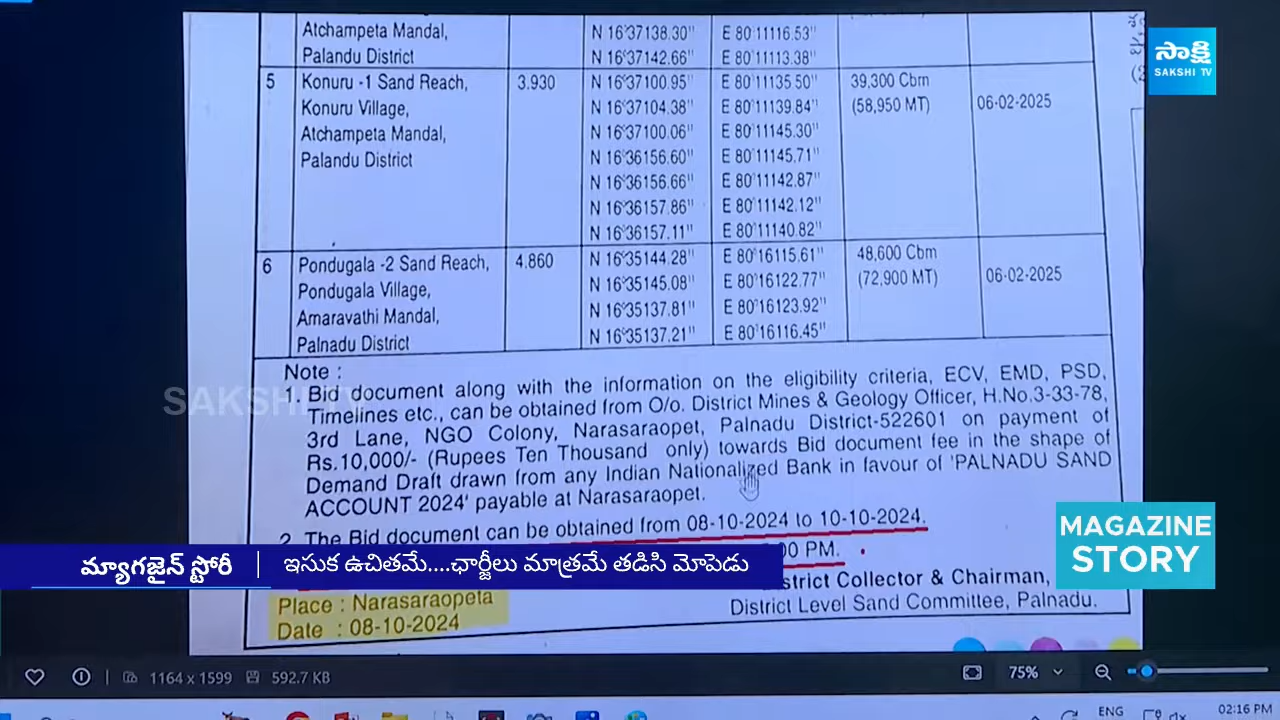 Atchampeta Mandal,
Palandu District
N 16°37138.30"
N 16°37142.66"
E 80°11116.53"
E 80°11113.38"
5
Konuru -1 Sand Reach,
Konuru Village,
Atchampeta Mandal,
Palandu District
3.930
N 16°37100.95"
N 16°37104.38"
N 16°37100.06"
N 16°36156.60"
N 16°36156.66"
N 16°36157.86"
N 16°36157.11"
E 80°11135.50"
E 80°11139.84"
E 80°11145.30"
E 80°11145.71"
E 80°11142.87"
E 80°11142.12"
E 80°11140.82"
39,300 Cbm
(58,950 MT)
06-02-2025
6
Pondugala -2 Sand Reach,
Pondugala Village,
Amaravathi Mandal,
Palnadu District
4.860
N 16°35144.28"
N 16°35145.08"
N 16°35137.81"
N 16°35137.21"
E 80°16115.61"
E 80°16122.77"
E 80°16123.92"
E 80°16116.45"
48,600 Cbm
(72,900 MT)
06-02-2025
Note :
1. Bid document along with the information on the eligibility criteria, ECV, EMD, PSD,
Timelines etc., can be obtained from O/o. District Mines & Geology Officer, H.No.3-33-78,
3rd Lane, NGO Colony, Narasaraopet, Palnadu District-522601 on payment of
Rs.10,000/- (Rupees Ten Thousand only) towards Bid document fee in the shape of
Demand Draft drawn from any Indian Nationalized Bank in favour of 'PALNADU SAND
ACCOUNT 2024' payable at Narasaraopet.
2. The Bid document can be obtained from 08-10-2024 to 10-10-2024.
00 PM.
strict Collector & Chairman,
District Level Sand Committee, Palnadu.
Place : Narasaraopeta
Date : 08-10-2024
సాక్షి
SAKSHI TV
SAKSHI TV
MAGAZINE
STORY
మ్యాగజైన్ స్టోరీ
ఇసుక ఉచితమే....ఛార్జీలు మాత్రమే తడిసి మోపెడు
1164 x 1599
592.7 KB
75%
ENG
02:16 PM